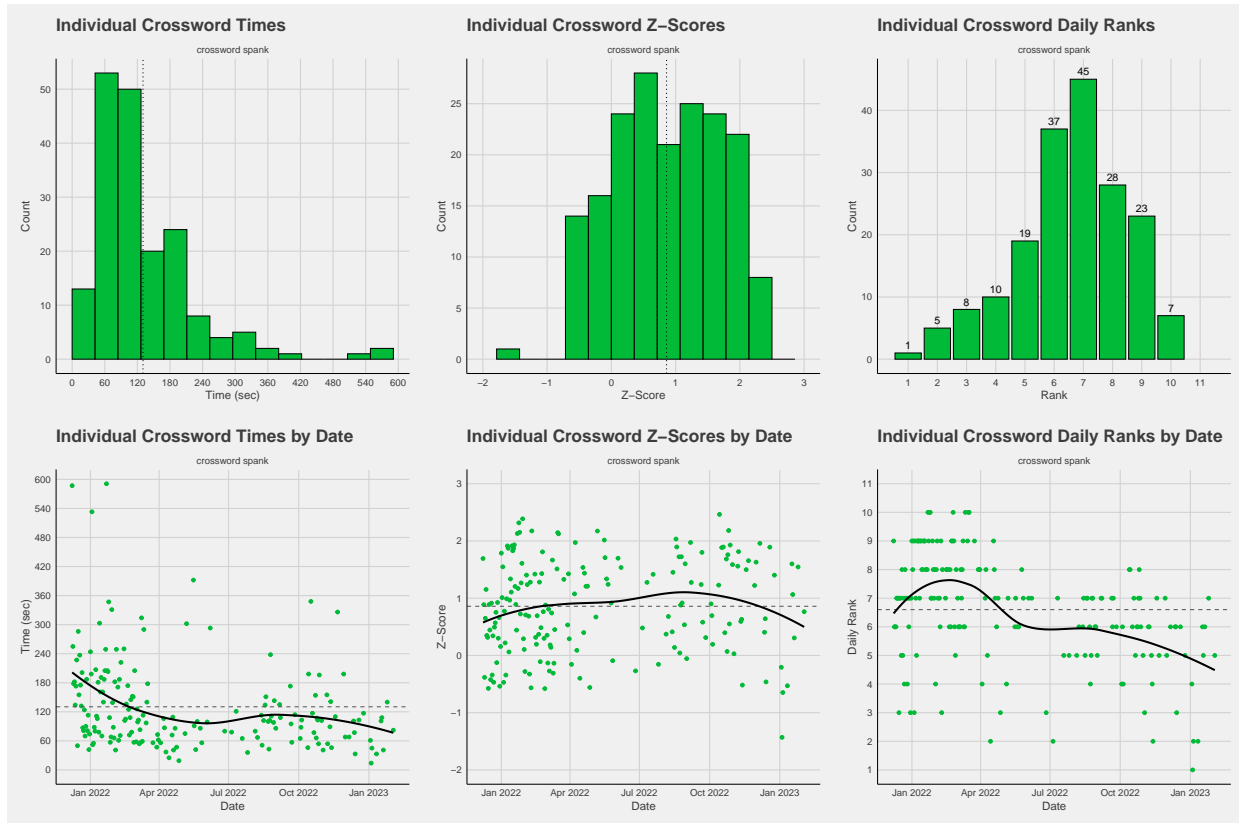 Individual Crossword Times
crossword spank
Count
50
40
30
20
10
0
0 60 120 180 240 300 360 420 480 540 600
Time (sec)
Individual Crossword Z−Scores
crossword spank
Count
25
20
15
10
5
0
−2 −1 0 1 2 3
Z−Score
Individual Crossword Daily Ranks
crossword spank
Count
40
30
20
10
0
1 5 8 10 19 37 45 28 23 7
1 2 3 4 5 6 7 8 9 10 11
Rank
Individual Crossword Times by Date
crossword spank
Time (sec)
600
540
480
420
360
300
240
180
120
60
0
Jan 2022 Apr 2022 Jul 2022 Oct 2022 Jan 2023
Date
Individual Crossword Z−Scores by Date
crossword spank
Z−Score
3
2
1
0
−1
−2
Jan 2022 Apr 2022 Jul 2022 Oct 2022 Jan 2023
Date
Individual Crossword Daily Ranks by Date
crossword spank
Daily Rank
11
10
9
8
7
6
5
4
3
2
1
Jan 2022 Apr 2022 Jul 2022 Oct 2022 Jan 2023
Date